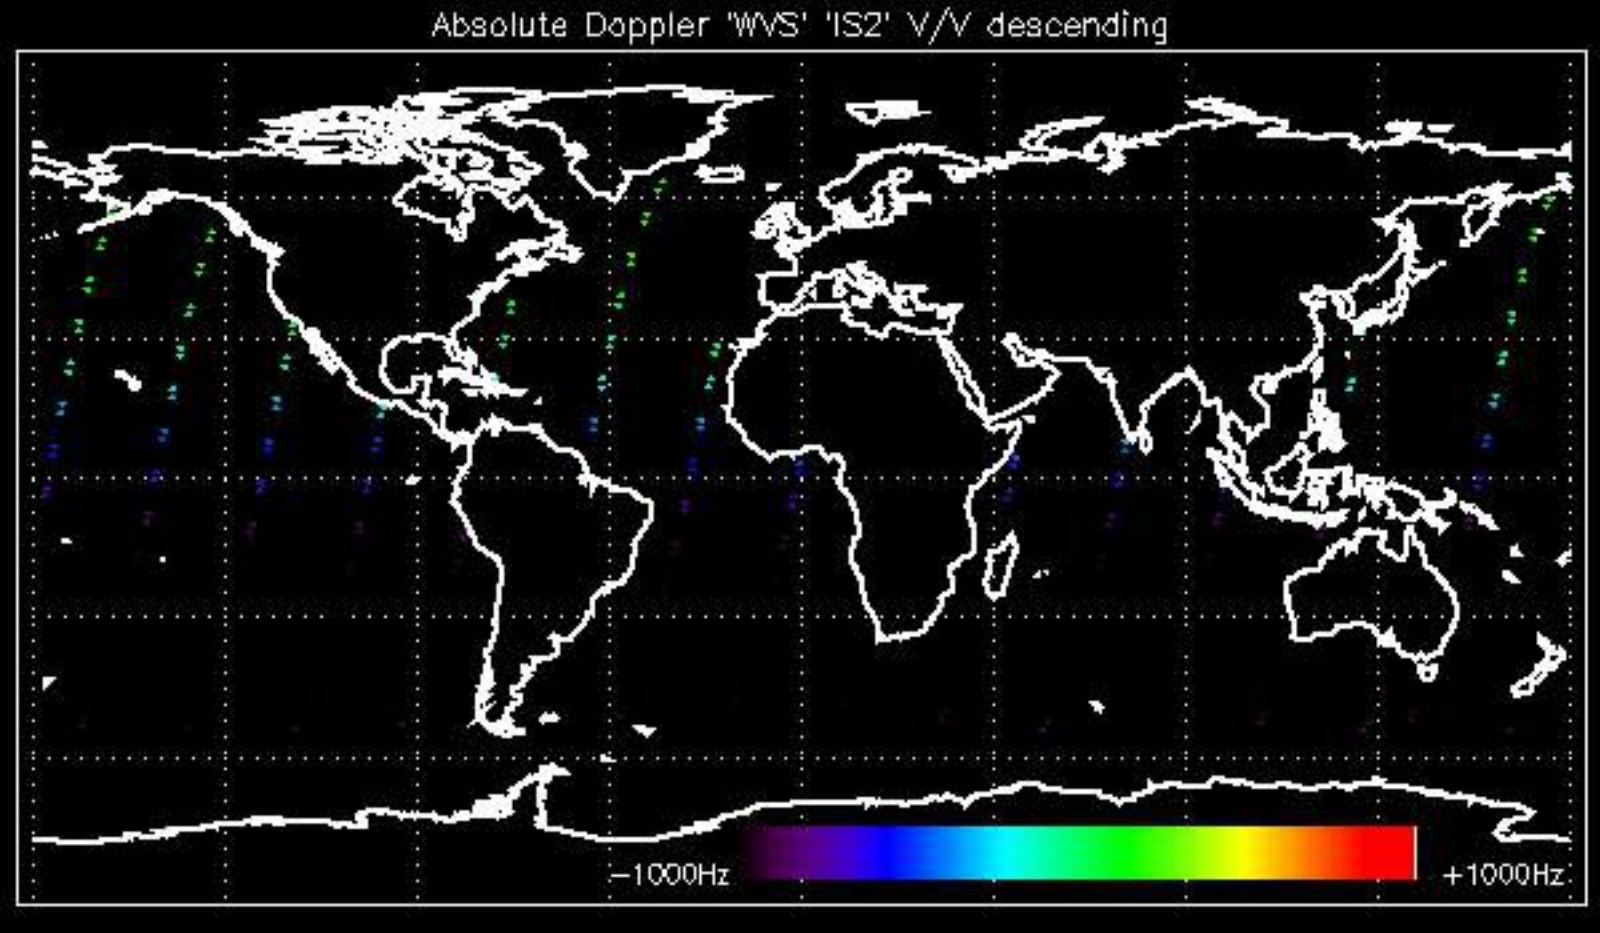 Absolute Doppler 'WVS' 'IS2' V/V descending
−1000Hz
+1000Hz